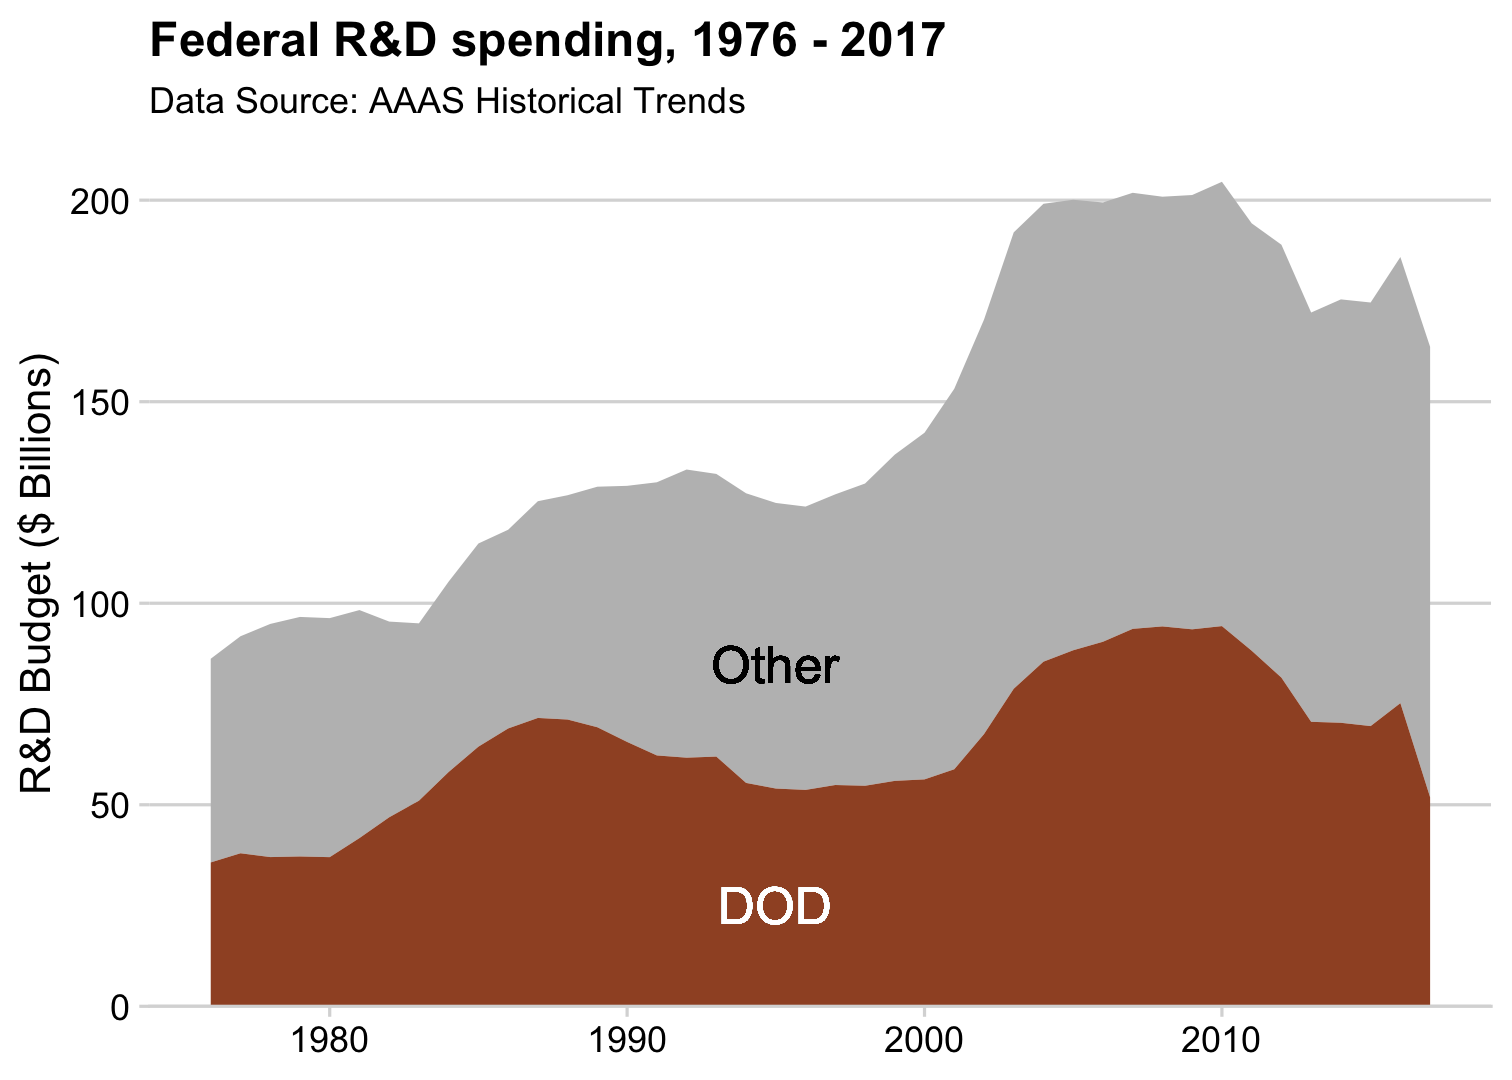 Federal R&D spending, 1976 - 2017
Data Source: AAAS Historical Trends
R&D Budget ($ Billions)
200
150
100
50
0
Other
DOD
1980 1990 2000 2010